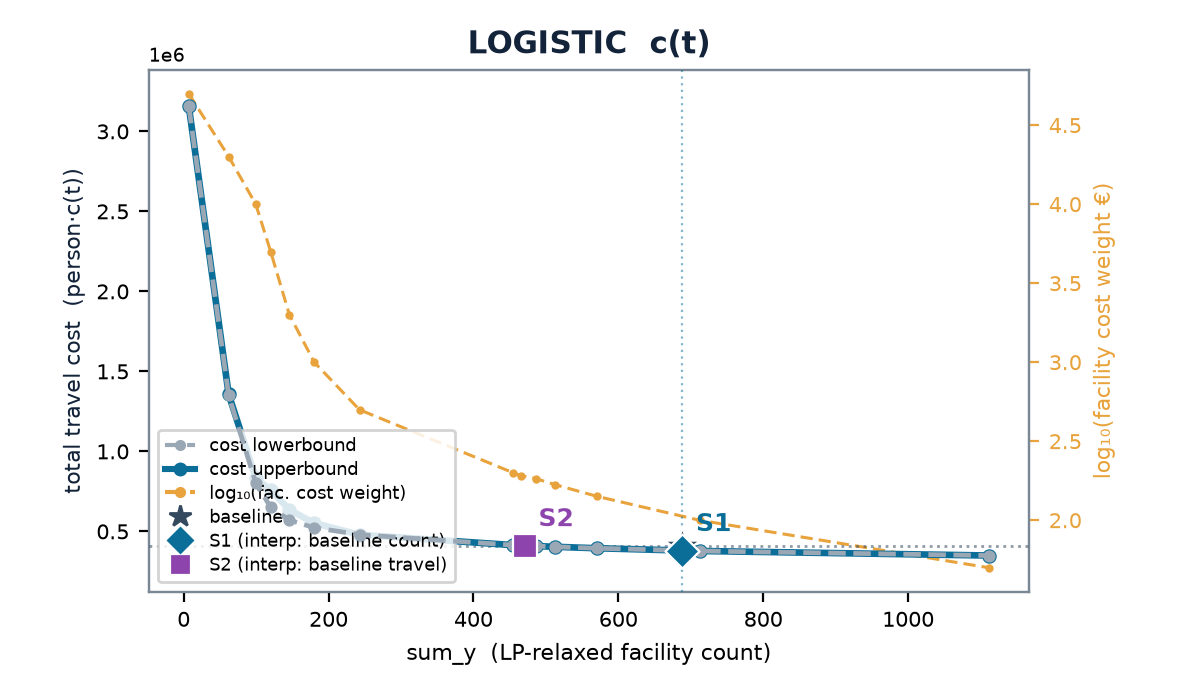 LOGISTIC c(t)
1e6
3.0
2.5
2.0
1.5
1.0
0.5
total travel cost (person·c(t))
4.5
4.0
3.5
3.0
2.5
2.0
log₁₀(facility cost weight €)
cost lowerbound
cost upperbound
log₁₀(fac. cost weight)
baseline
S1 (interp: baseline count)
S2 (interp: baseline travel)
S2
S1
0
200
400
600
800
1000
sum_y (LP-relaxed facility count)